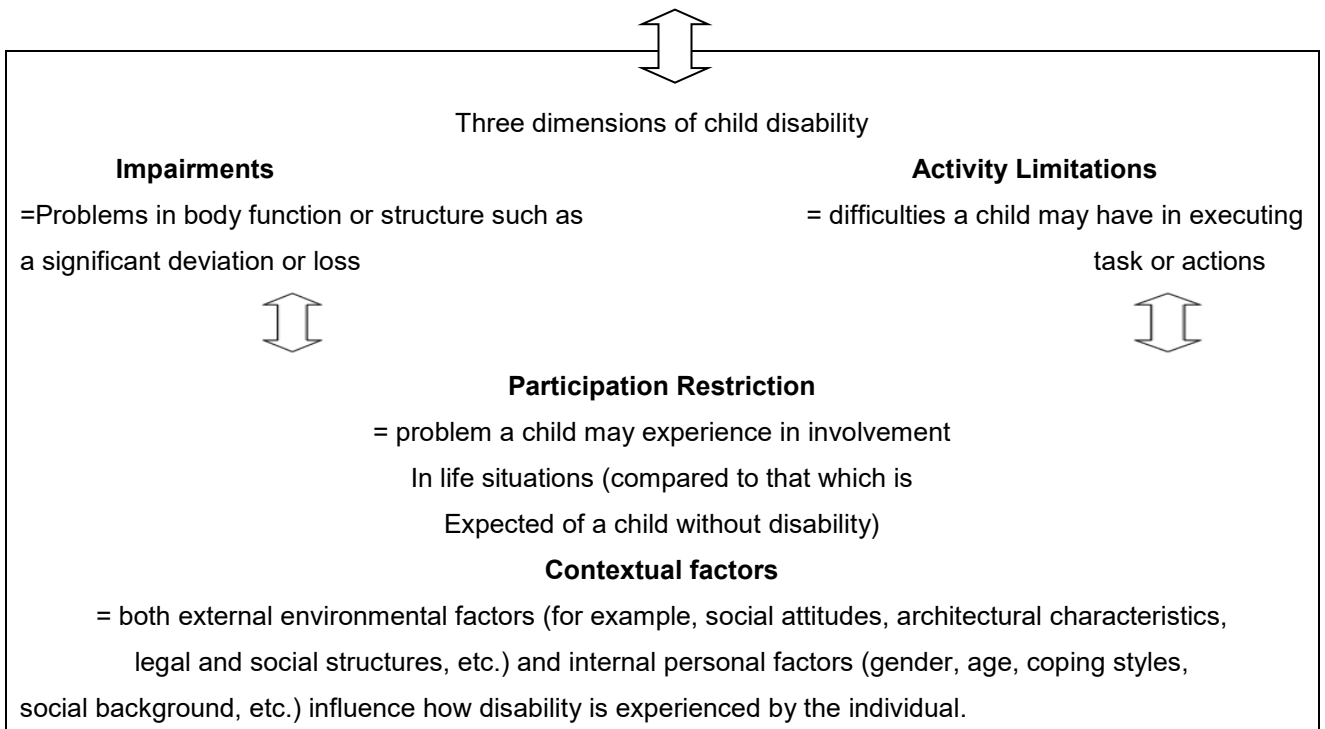 Three dimensions of child disability
Impairments
=Problems in body function or structure such as
a significant deviation or loss
Activity Limitations
= difficulties a child may have in executing
task or actions
Participation Restriction
= problem a child may experience in involvement
In life situations (compared to that which is
Expected of a child without disability)
Contextual factors
= both external environmental factors (for example, social attitudes, architectural characteristics,
legal and social structures, etc.) and internal personal factors (gender, age, coping styles,
social background, etc.) influence how disability is experienced by the individual.